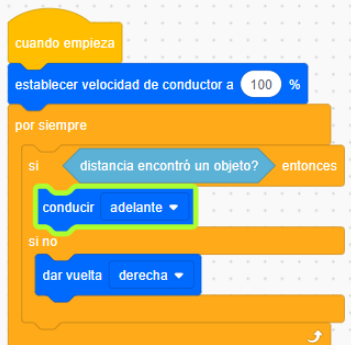 cuando empieza
establecer velocidad de conductor a 100 %
por siempre
si distancia encontró un objeto? entonces
conducir adelante
si no
dar vuelta derecha